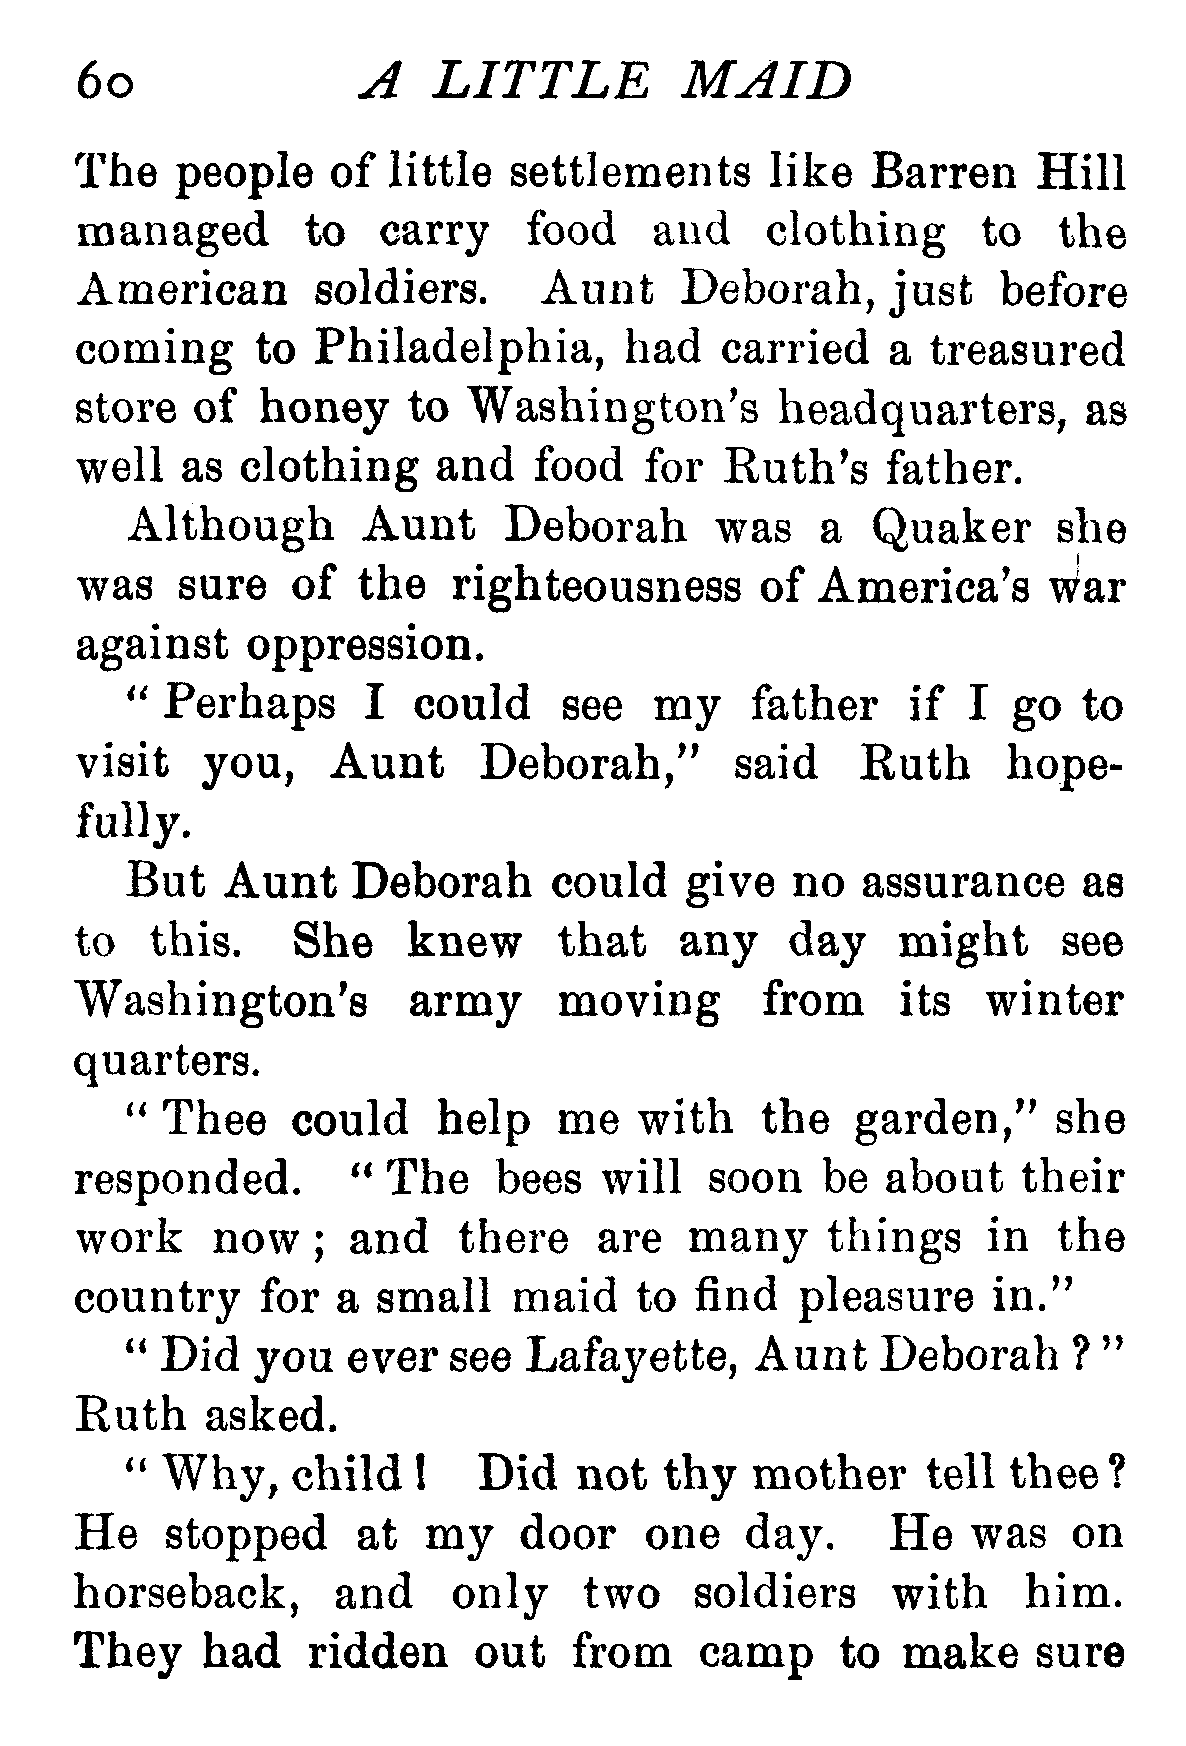 60 A LITTLE MAID
The people of little settlements like Barren Hill
managed to carry food and clothing to the
American soldiers. Aunt Deborah, just before
coming to Philadelphia, had carried a treasured
store of honey to Washington's headquarters, as
well as clothing and food for Ruth's father.
Although Aunt Deborah was a Quaker she
was sure of the righteousness of America's war
against oppression.
“ Perhaps I could see my father if I go to
visit you, Aunt Deborah,” said Ruth hope-
fully.
But Aunt Deborah could give no assurance as
to this. She knew that any day might see
Washington's army moving from its winter
quarters.
“ Thee could help me with the garden,” she
responded. “ The bees will soon be about their
work now ; and there are many things in the
country for a small maid to find pleasure in.”
“ Did you ever see Lafayette, Aunt Deborah ? ”
Ruth asked.
“ Why, child ! Did not thy mother tell thee ?
He stopped at my door one day. He was on
horseback, and only two soldiers with him.
They had ridden out from camp to make sure